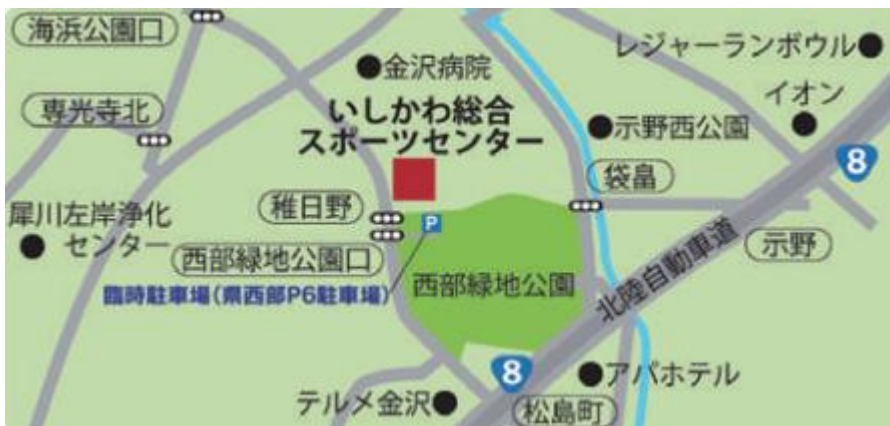 海浜公園口
レジャーランボウル
金沢病院
専光寺北
イオン
いしかわ総合
スポーツセンター
示野西公園
8
袋畠
稚日野
犀川左岸浄化
センター
P
西部緑地公園口
示野
北陸自動車道
臨時駐車場(県西部P6駐車場)
西部緑地公園
8
アパホテル
テルメ金沢
松島町